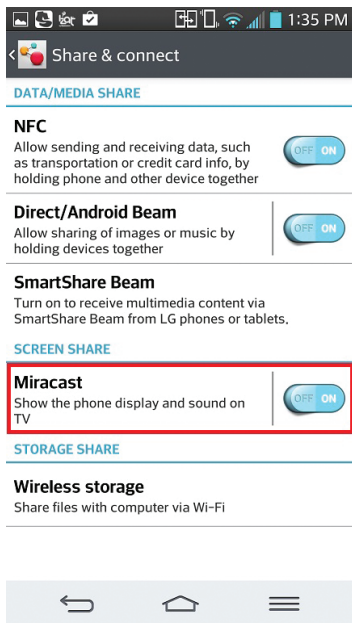 1:35 PM
Share & connect
DATA/MEDIA SHARE
NFC
Allow sending and receiving data, such
as transportation or credit card info, by
holding phone and other device together
OFF ON
Direct/Android Beam
Allow sharing of images or music by
holding devices together
OFF ON
SmartShare Beam
Turn on to receive multimedia content via
SmartShare Beam from LG phones or tablets.
SCREEN SHARE
Miracast
Show the phone display and sound on
TV
OFF ON
STORAGE SHARE
Wireless storage
Share files with computer via Wi-Fi